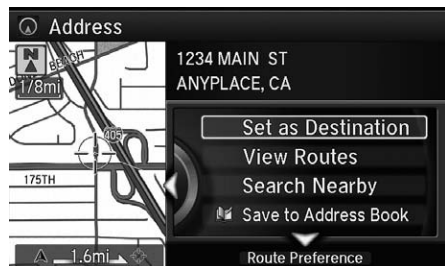 Address
N
BEACH
1/8mi
405
175TH
1.6mi
1234 MAIN ST
ANYPLACE, CA
Set as Destination
View Routes
Search Nearby
Save to Address Book
Route Preference